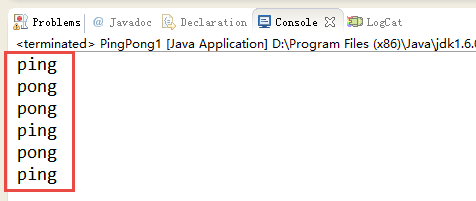 Problems @ Javadoc Declaration Console LogCat
<terminated> PingPong1 [Java Application] D:\Program Files (x86)\Java\jdk1.6.0
ping
pong
pong
ping
pong
ping